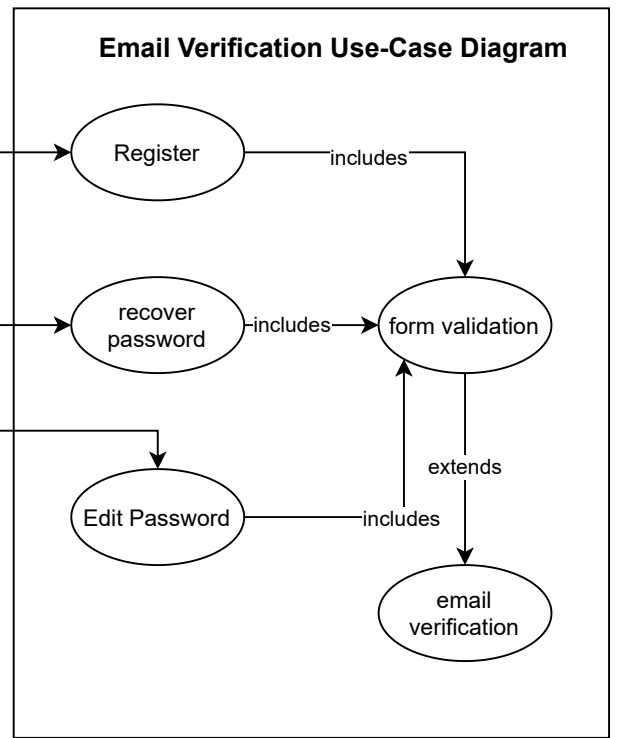 Email Verification Use-Case Diagram
Register
includes
recover
password
includes
form validation
extends
Edit Password
includes
email
verification